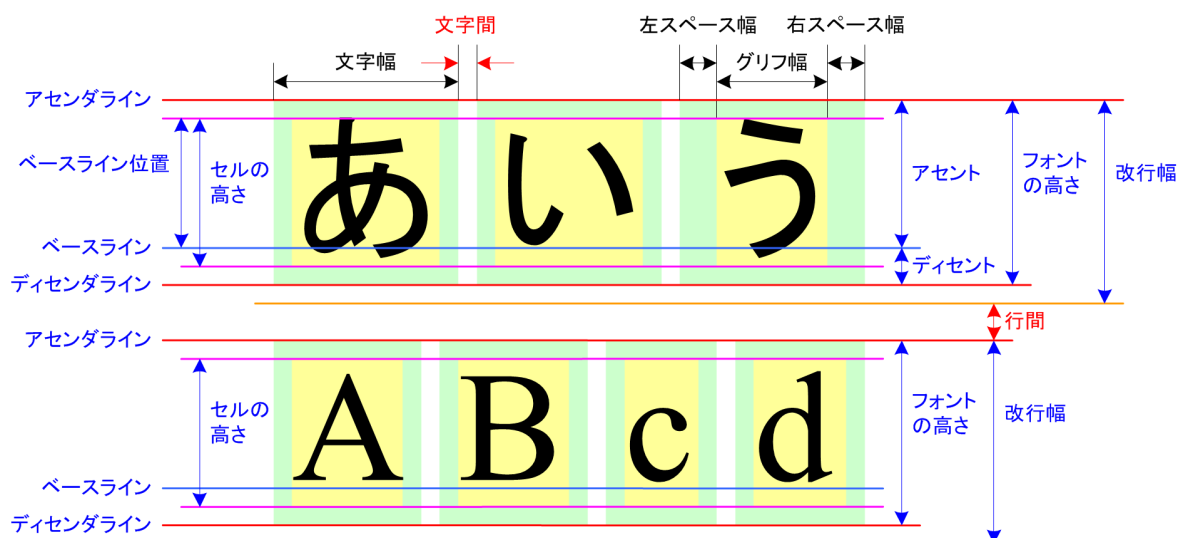 文字間
左スペース幅
右スペース幅
文字幅
グリフ幅
アセンダライン
ベースライン位置
セルの
高さ
あいう
アセント
フォント
の高さ
改行幅
ベースライン
ディセント
ディセンダライン
行間
アセンダライン
セルの
高さ
ABcd
フォント
の高さ
改行幅
ベースライン
ディセンダライン